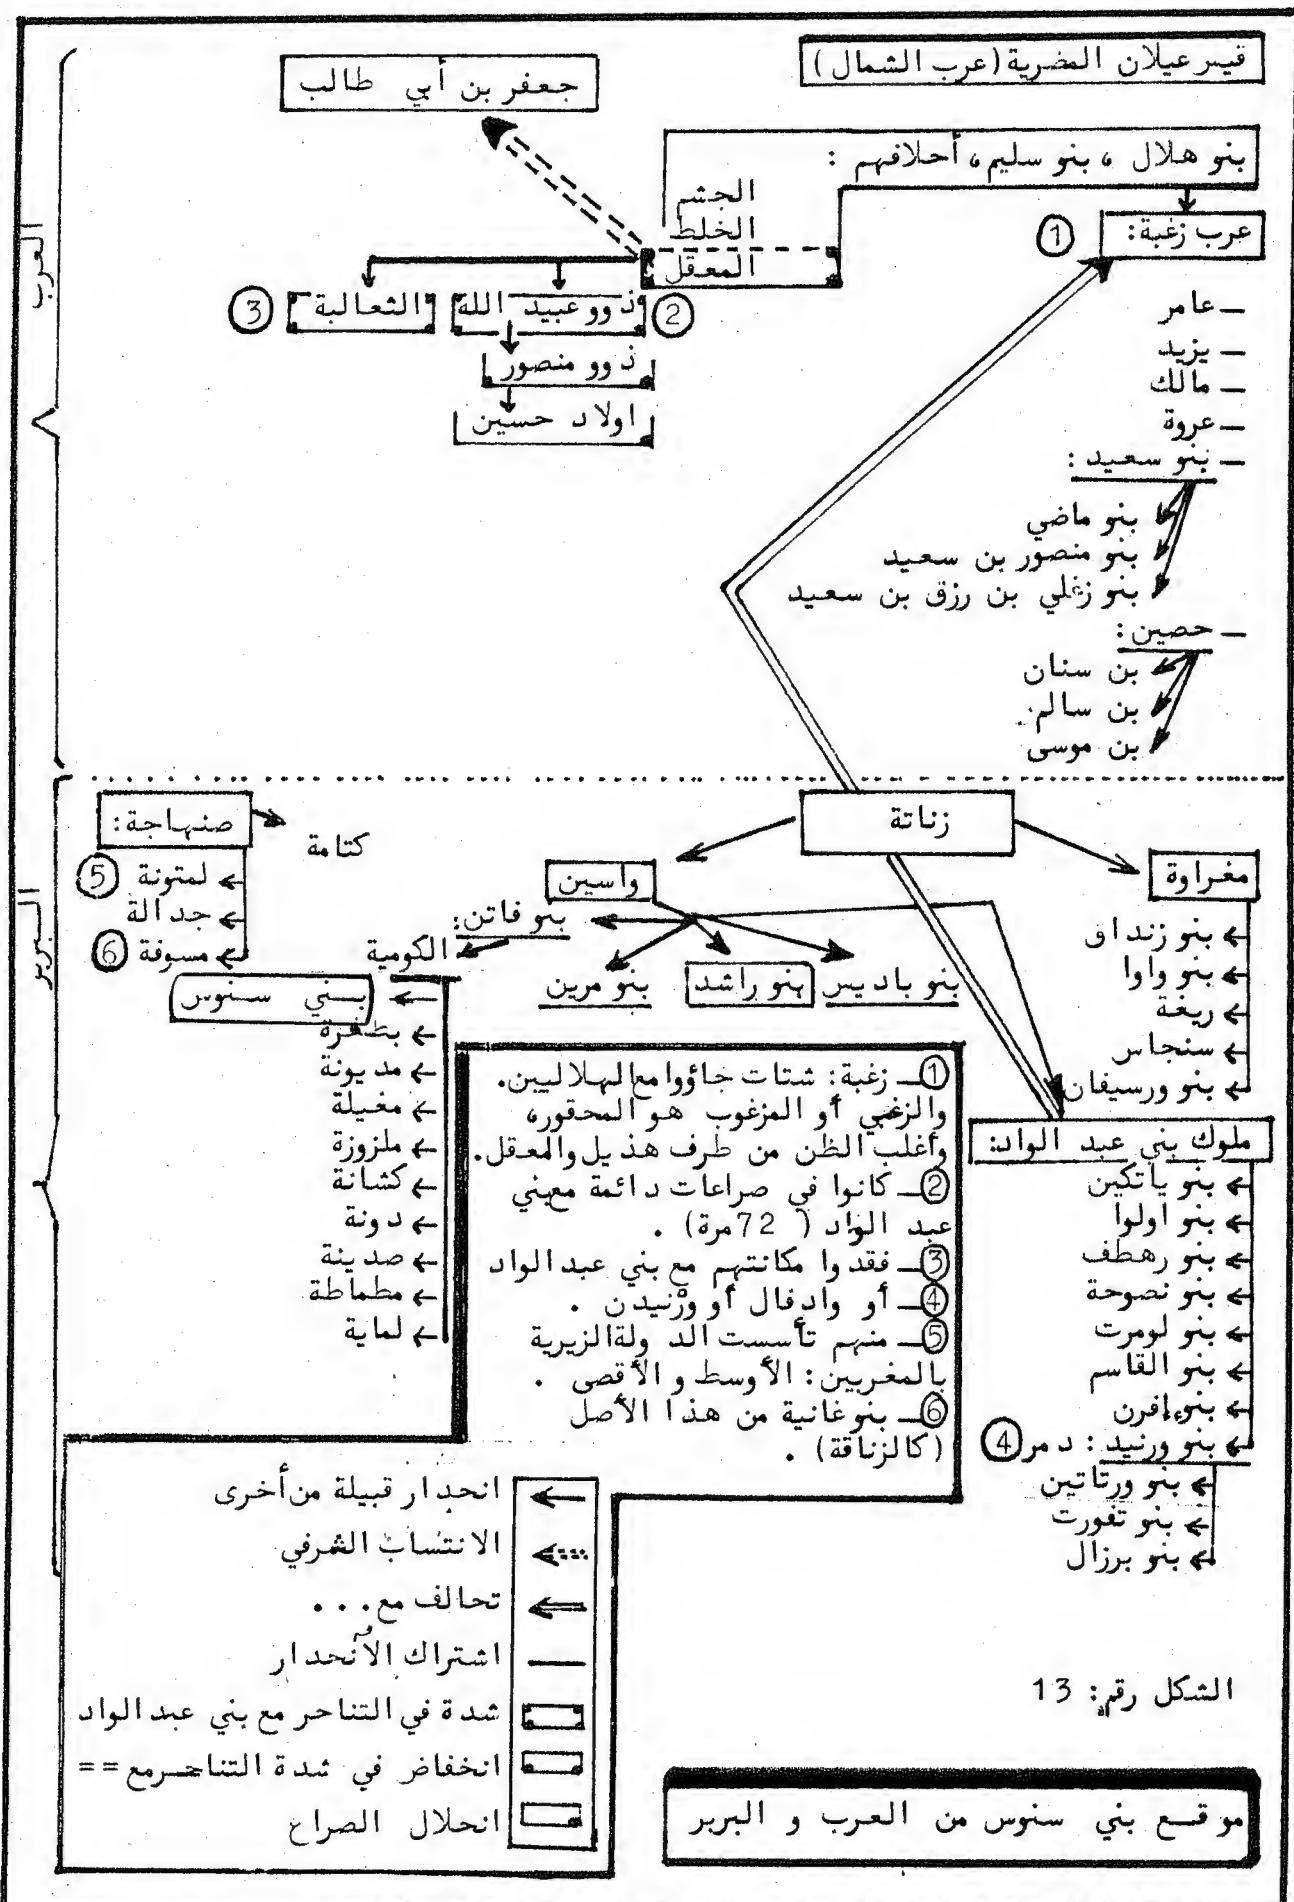 قيس عيلان المضرية (عرب الشمال)
جعفر بن أبي طالب
بنو هلال ، بنو سليم، أحلافهم :
الجشم
الخلط
المعقل
عرب زغبة: ①
② ذوو عبيد الله
الثعالبة ③
ذوو منصور
اولاد حسين
العرب
— عامر
— يزيد
— مالك
— عروة
— بنو سعيد :
بنو ماضي
بنو منصور بن سعيد
بنو زغلي بن رزق بن سعيد
— حصين :
بن سنان
بن سالم
بن موسى
البربر
زناتة
صنهاجة:
كتامة
لمتونة ⑤
جدالة
مسوفة ⑥
مغراوة
بنو زنداق
بنو واوا
ريغة
سنجاس
بنو ورسيفان
واسين
بنو فاتن:
بنو باديس
بنو راشد
بنو مرين
الكومية
بني سنوس
بطغرة
مديونة
مغيلة
ملزوزة
كشانة
دونة
صدينة
مطماطة
لماية
ملوك بني عبد الواد:
بنو ياتكين
بنو اولوا
بنو رهطف
بنو نصوحة
بنو لومرت
بنو القاسم
بنو إفرن
بنو ورنيد : دمر ④
بنو ورتاتين
بنو تغورت
بنو برزال
①— زغبة: شتات جاؤوا مع الهلاليين.
والزغبي أو المزغوب هو المحقور،
وأغلب الظن من طرف هذيل والمعقل.
②— كانوا في صراعات دائمة مع بني
عبد الواد ( 72 مرة) .
③— فقدوا مكانتهم مع بني عبد الواد
④— أو وادفال أو ورنيدن .
⑤— منهم تأسست الدولة الزيرية
بالمغربين: الأوسط و الأقصى .
⑥— بنو غانية من هذا الأصل
(كالزناقة) .
انحدار قبيلة من أخرى
الانتساب الشرفي
تحالف مع...
اشتراك الأنحدار
شدة في التناحر مع بني عبد الواد
انخفاض في شدة التناحر مع ==
انحلال الصراع
الشكل رقم: 13
موقع بني سنوس من العرب و البربر